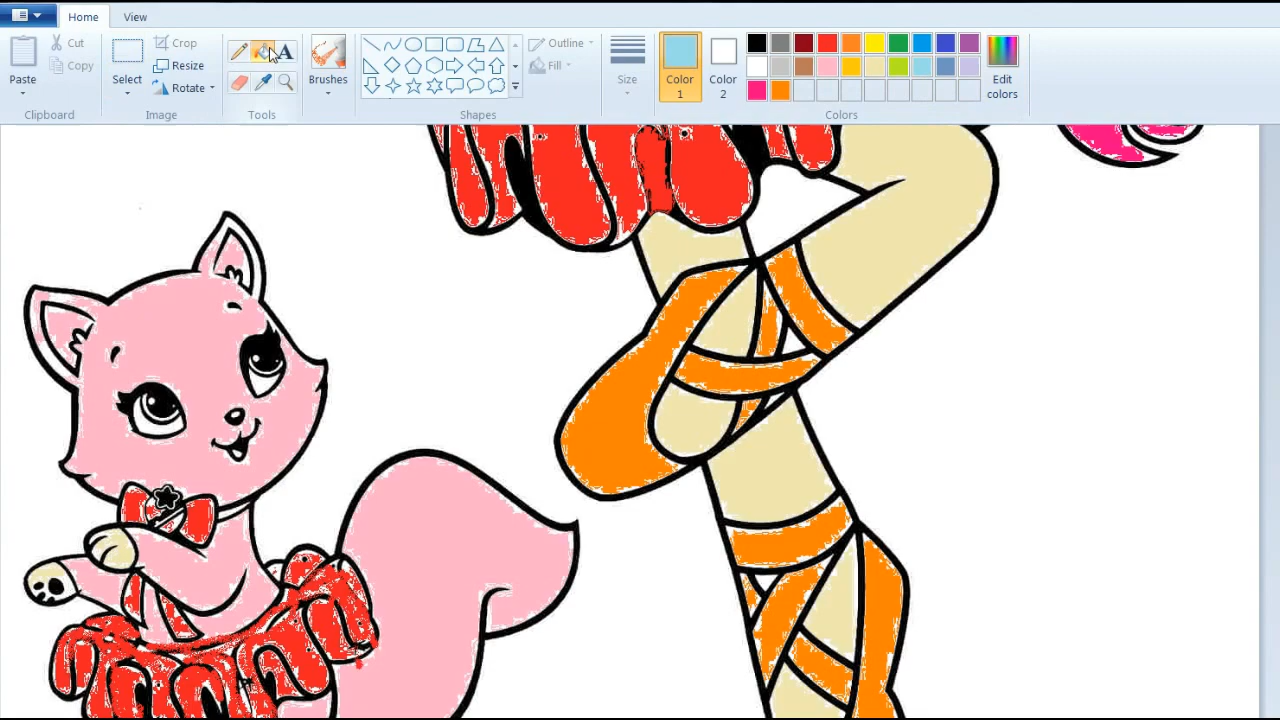 Home View
Paste
Cut
Copy
Clipboard
Select
Crop
Resize
Rotate
Image
A
Tools
Brushes
Shapes
Outline
Fill
Size
Color
1
Color
2
Edit
colors
Colors